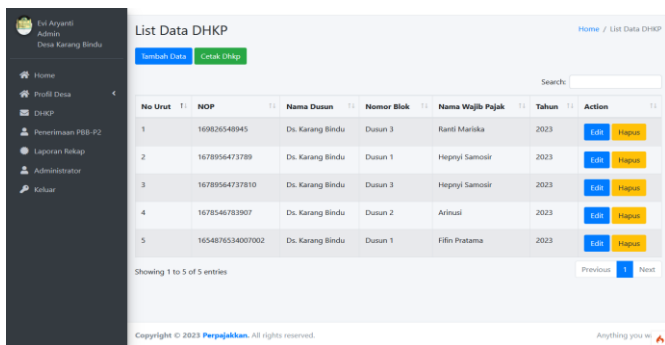 Evi Aryanti
Admin
Desa Karang Bindu
Home
Profil Desa
DHKP
Penerimaan PBB-P2
Laporan Rekap
Administrator
Keluar
List Data DHKP
Home / List Data DHKP
Tambah Data Cetak Dhkp
Search:
No Urut NOP Nama Dusun Nomor Blok Nama Wajib Pajak Tahun Action
1 169826548945 Ds. Karang Bindu Dusun 3 Ranti Mariska 2023 Edit Hapus
2 1678956473789 Ds. Karang Bindu Dusun 1 Hepnyi Samosir 2023 Edit Hapus
3 16789564737810 Ds. Karang Bindu Dusun 3 Hepnyi Samosir 2023 Edit Hapus
4 1678546783907 Ds. Karang Bindu Dusun 2 Arinusi 2023 Edit Hapus
5 1654876534007002 Ds. Karang Bindu Dusun 1 Fifin Pratama 2023 Edit Hapus
Showing 1 to 5 of 5 entries
Previous 1 Next
Copyright © 2023 Perpajakkan. All rights reserved.
Anything you